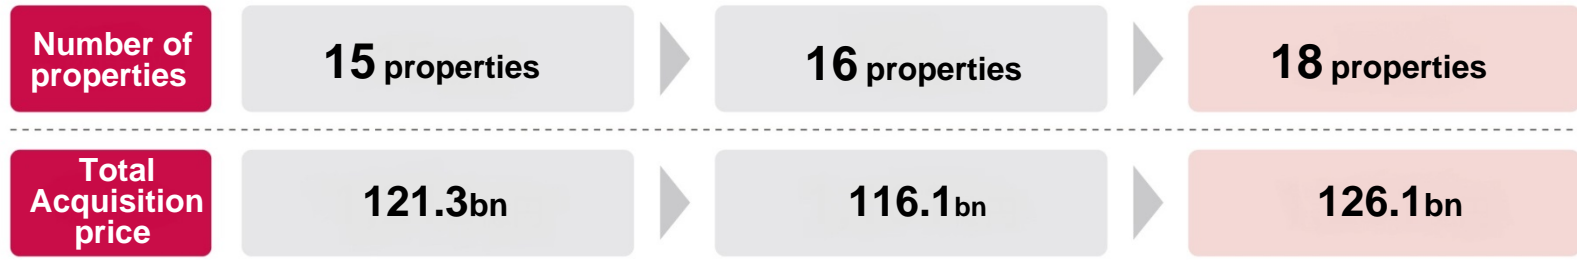 Number of
properties
15 properties
16 properties
18 properties
Total
Acquisition
price
121.3bn
116.1bn
126.1bn